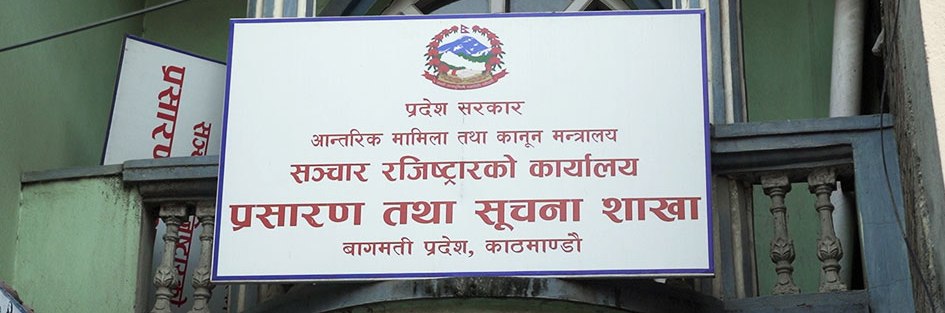 प्रदेश सरकार
आन्तरिक मामिला तथा कानून मन्त्रालय
सञ्चार रजिष्ट्रारको कार्यालय
प्रसारण तथा सूचना शाखा
बागमती प्रदेश, काठमाण्डौ